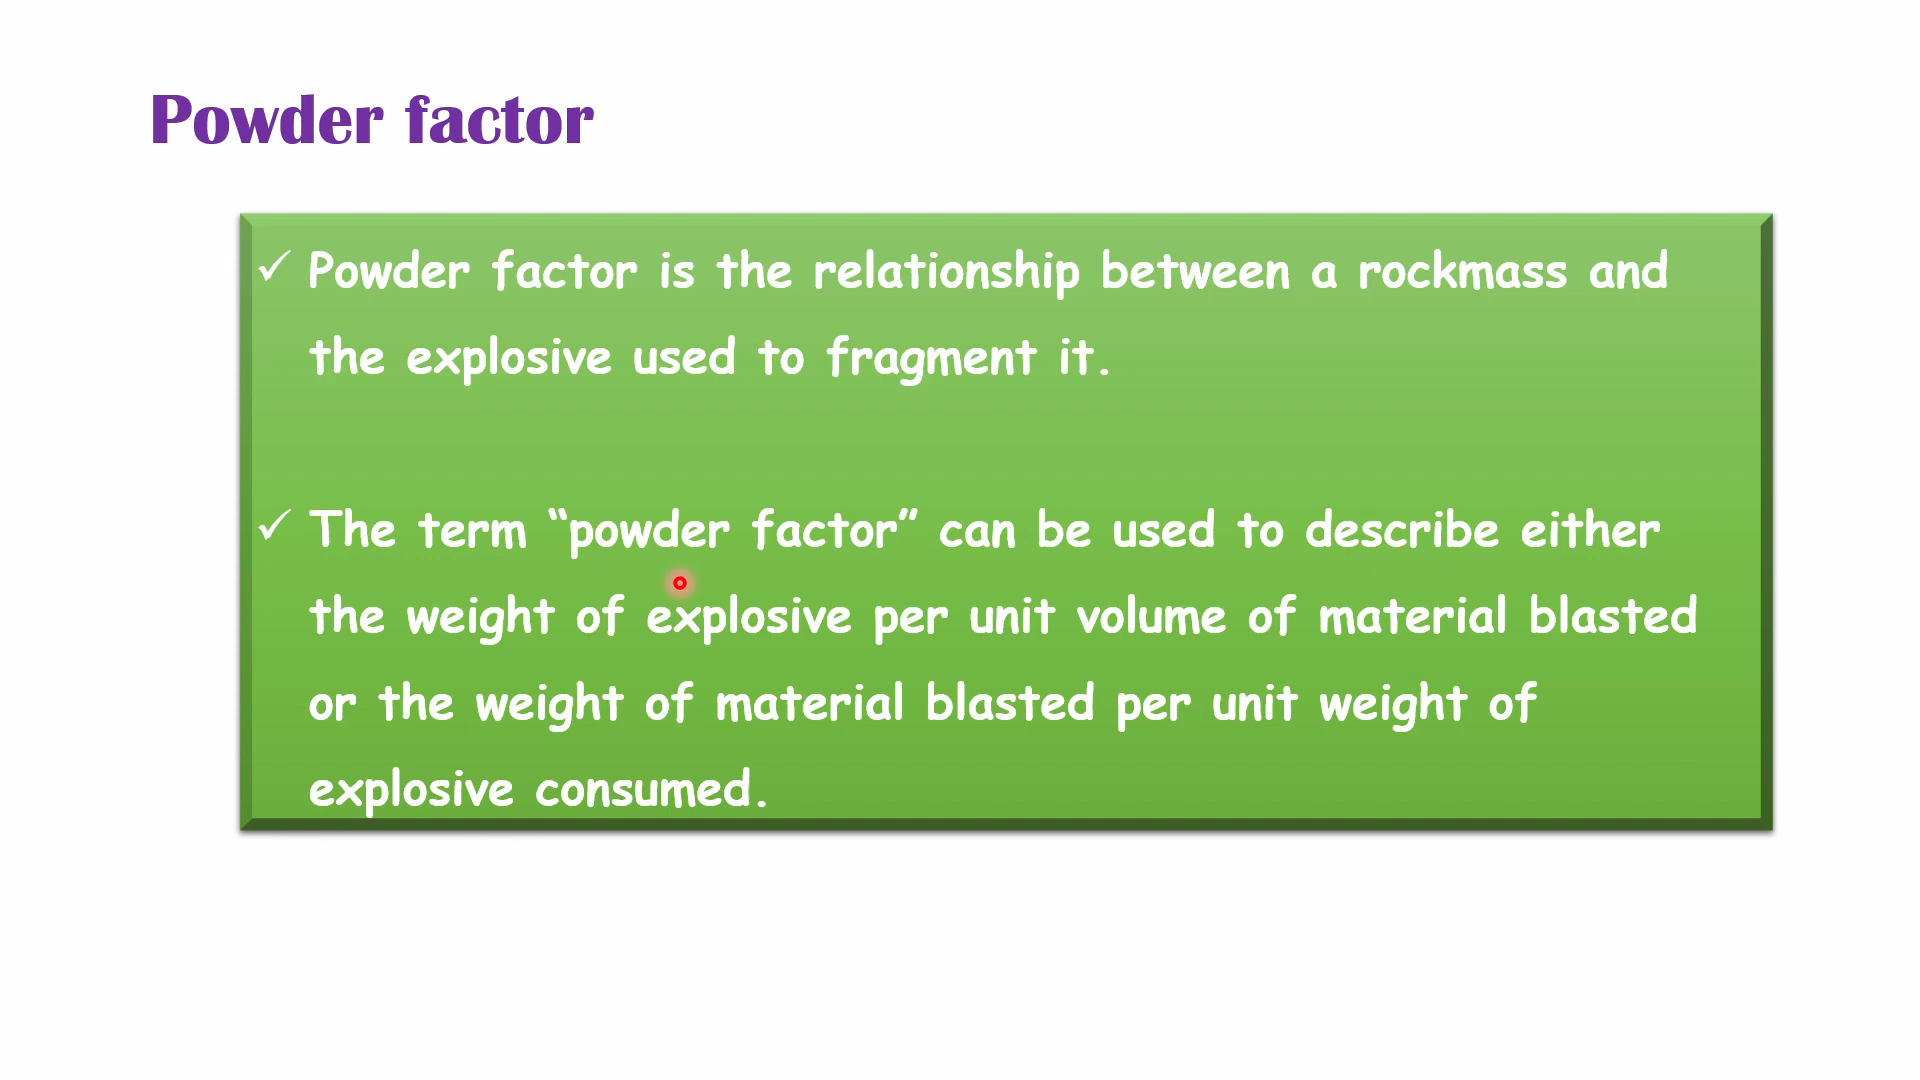 Powder factor
✓ Powder factor is the relationship between a rockmass and
the explosive used to fragment it.
✓ The term “powder factor” can be used to describe either
the weight of explosive per unit volume of material blasted
or the weight of material blasted per unit weight of
explosive consumed.